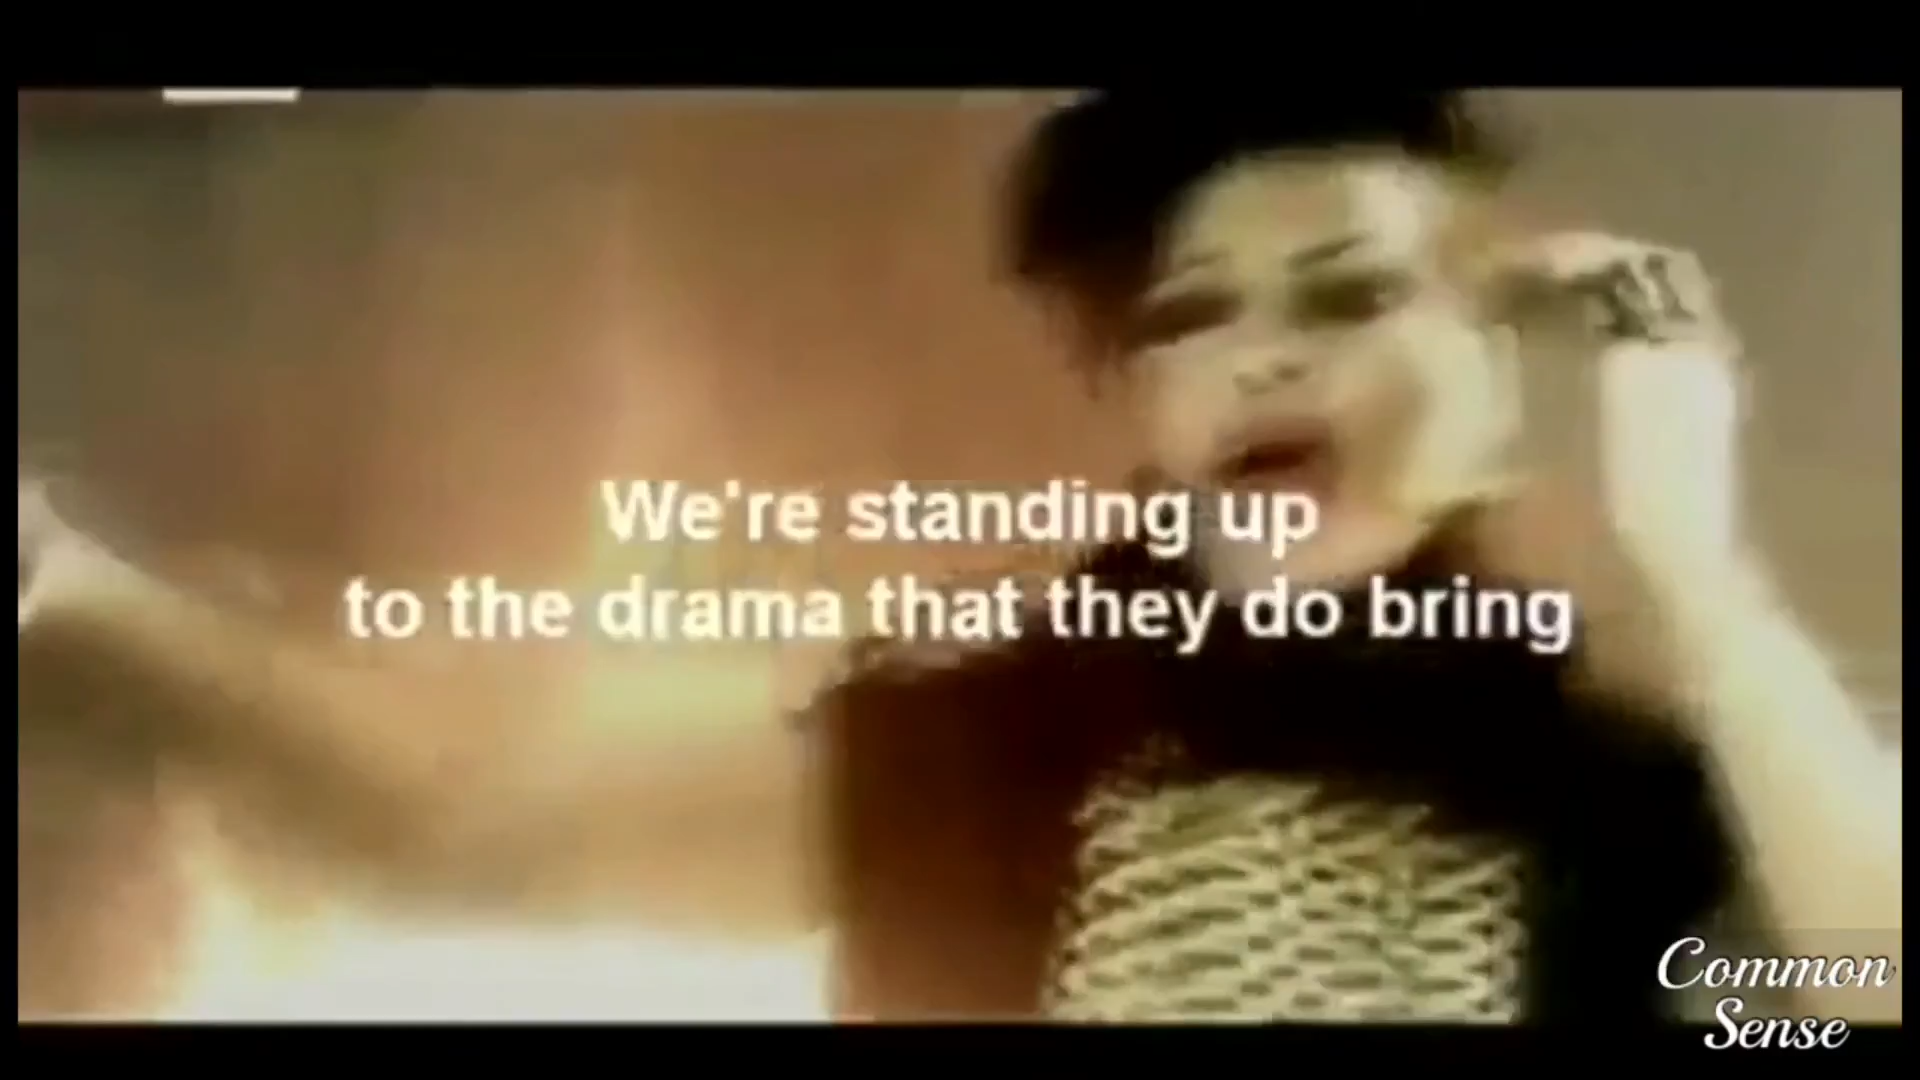 We're standing up
to the drama that they do bring
Common
Sense